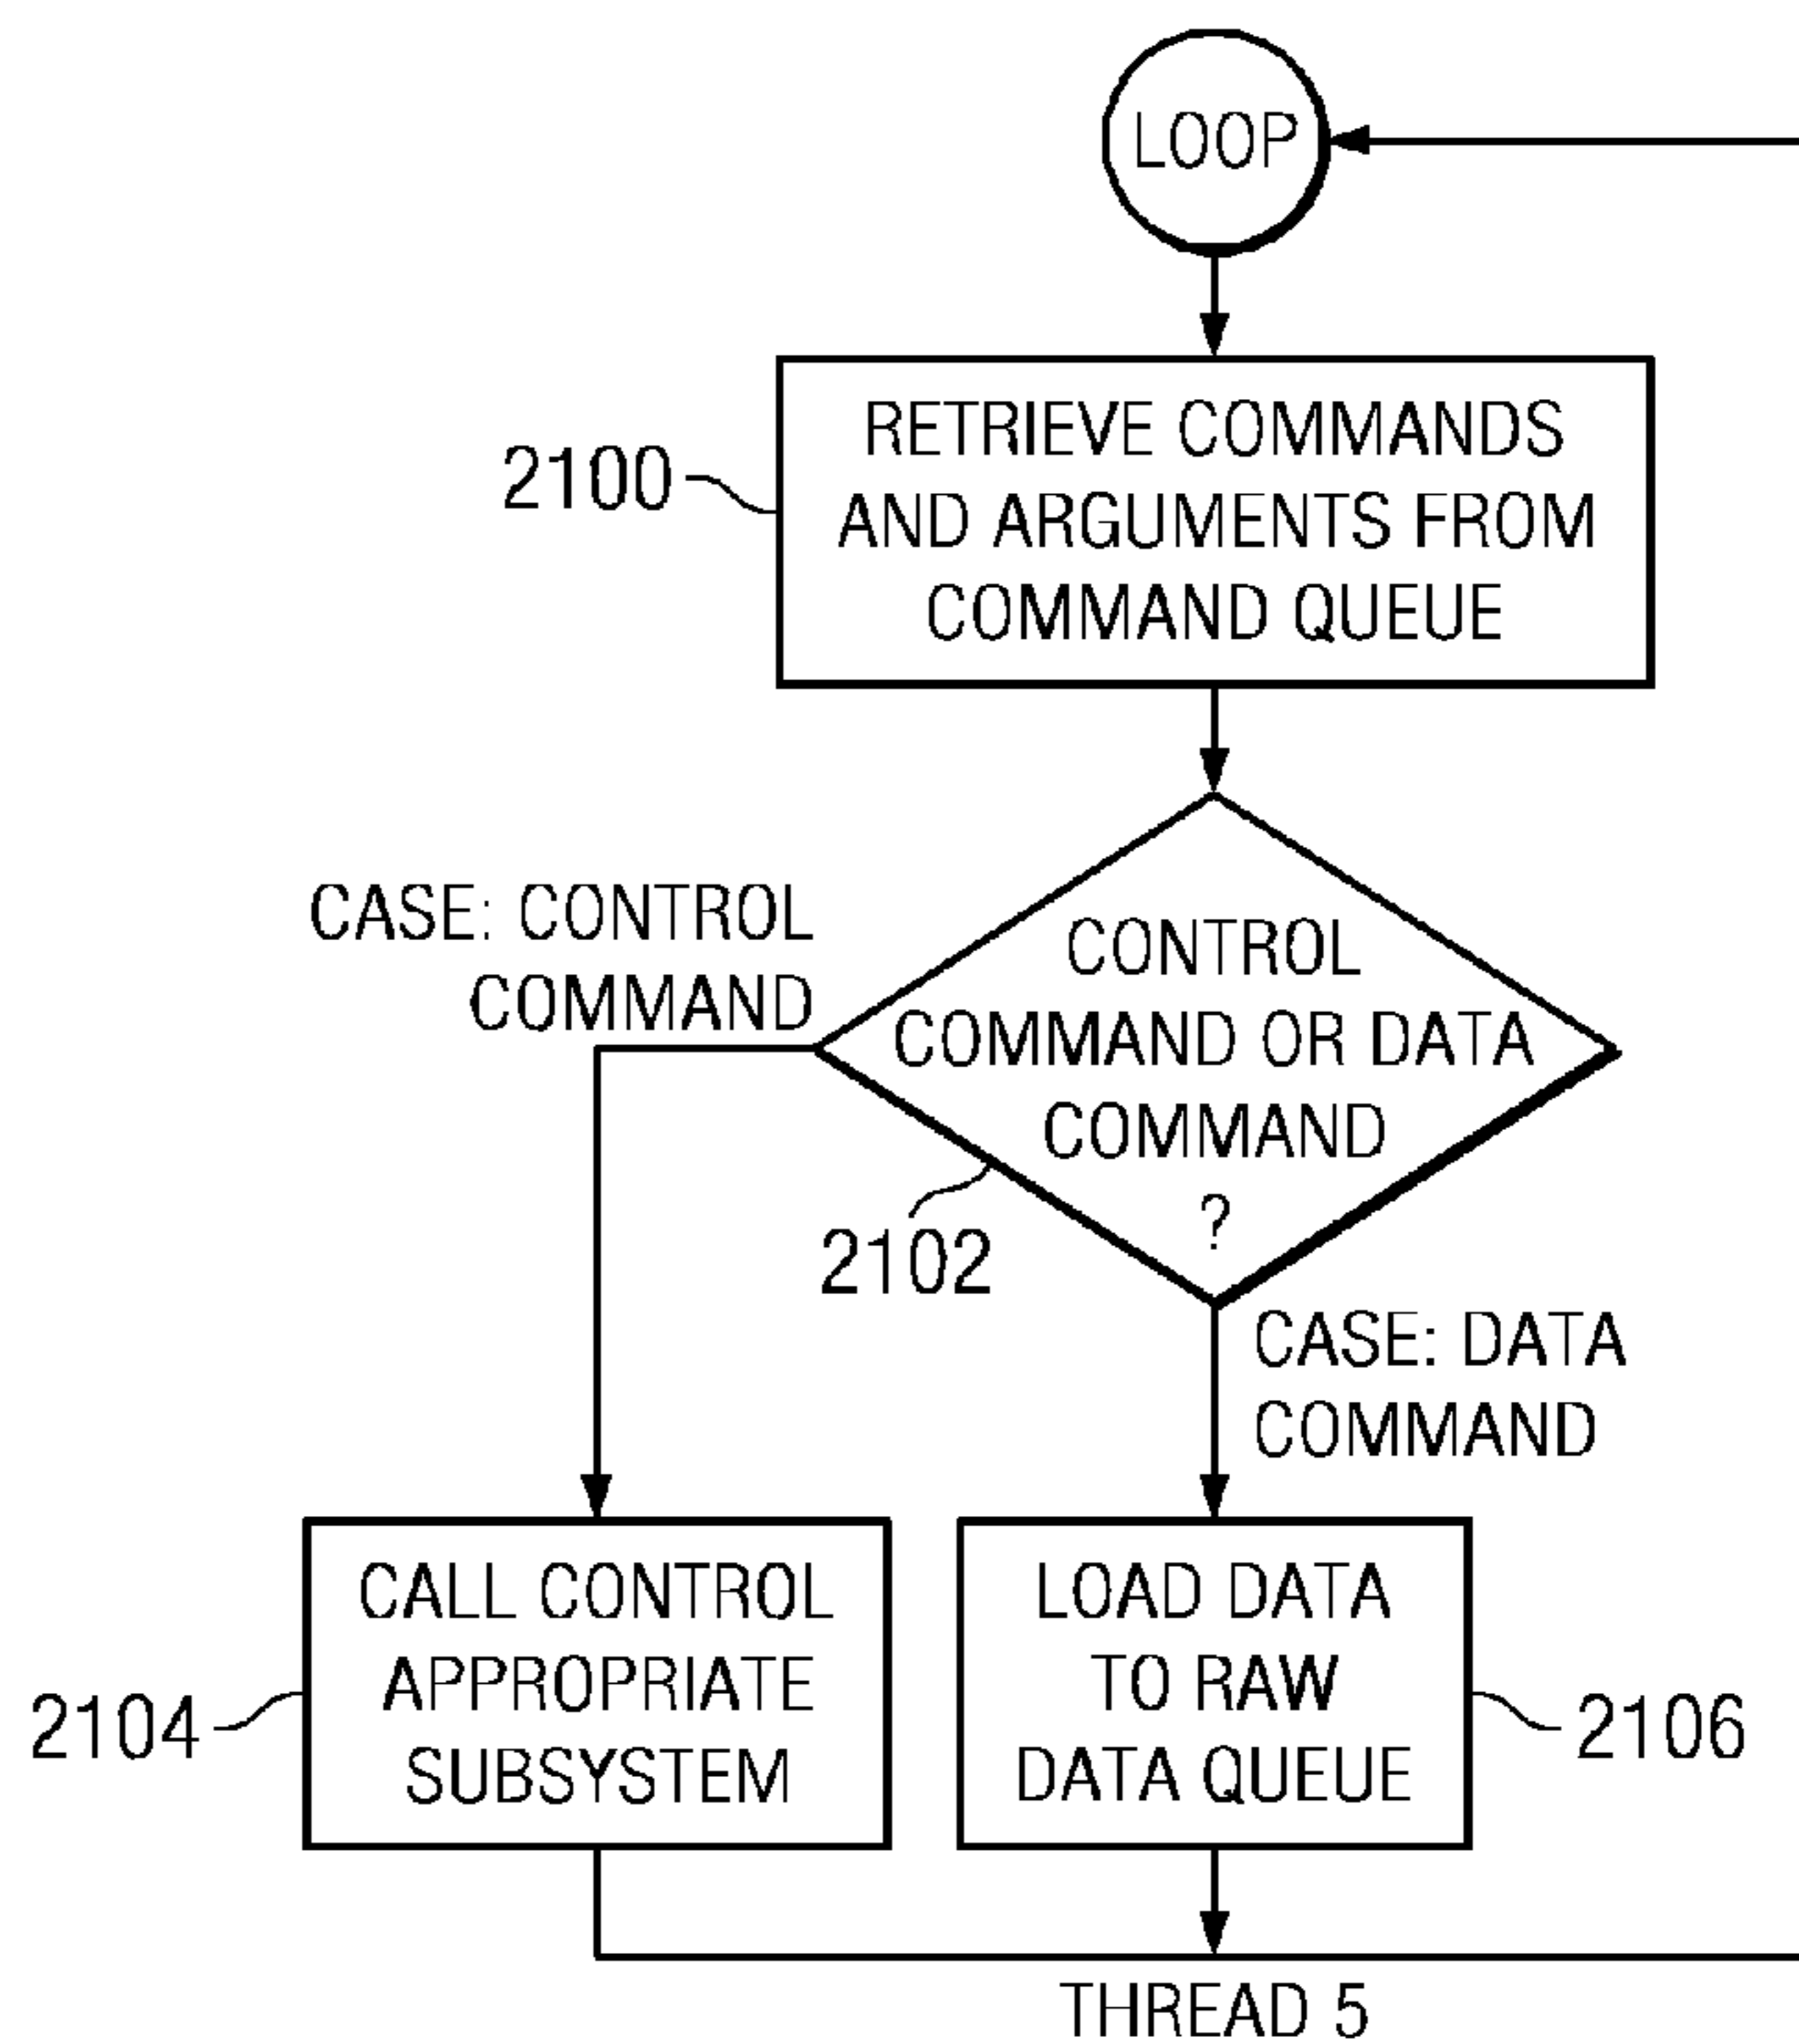 LOOP
RETRIEVE COMMANDS
AND ARGUMENTS FROM
COMMAND QUEUE
2100
CASE: CONTROL
COMMAND
CONTROL
COMMAND OR DATA
COMMAND
?
2102
CASE: DATA
COMMAND
CALL CONTROL
APPROPRIATE
SUBSYSTEM
2104
LOAD DATA
TO RAW
DATA QUEUE
2106
THREAD 5